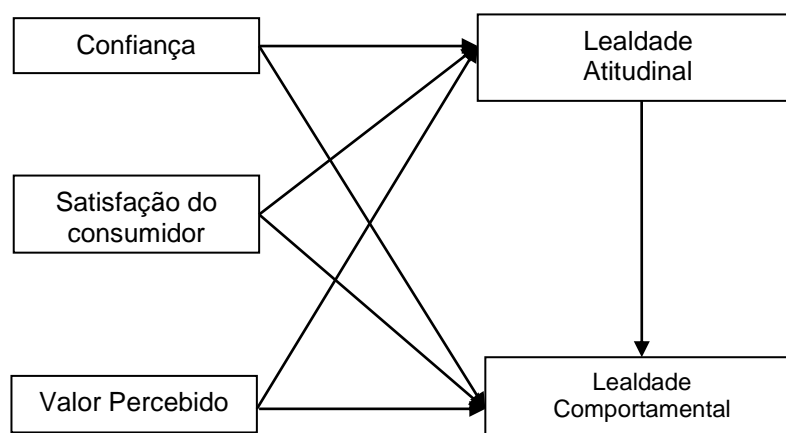 Confiança
Lealdade
Atitudinal
Satisfação do
consumidor
Valor Percebido
Lealdade
Comportamental